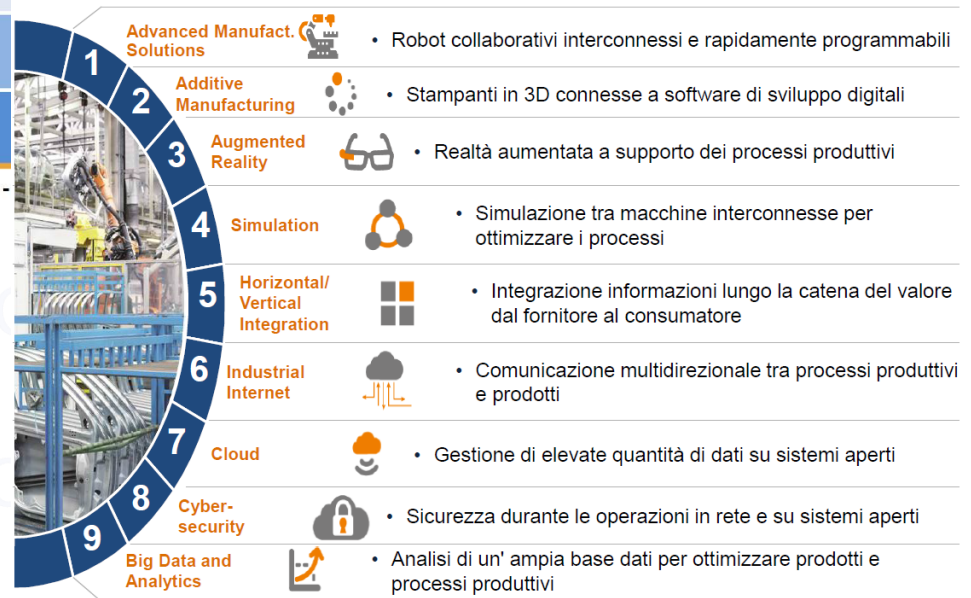 1
Advanced Manufact.
Solutions
• Robot collaborativi interconnessi e rapidamente programmabili
2
Additive
Manufacturing
• Stampanti in 3D connesse a software di sviluppo digitali
3
Augmented
Reality
• Realtà aumentata a supporto dei processi produttivi
4
Simulation
• Simulazione tra macchine interconnesse per
ottimizzare i processi
5
Horizontal/
Vertical
Integration
• Integrazione informazioni lungo la catena del valore
dal fornitore al consumatore
6
Industrial
Internet
• Comunicazione multidirezionale tra processi produttivi
e prodotti
7
Cloud
• Gestione di elevate quantità di dati su sistemi aperti
8
Cyber-
security
• Sicurezza durante le operazioni in rete e su sistemi aperti
9
Big Data and
Analytics
• Analisi di un' ampia base dati per ottimizzare prodotti e
processi produttivi